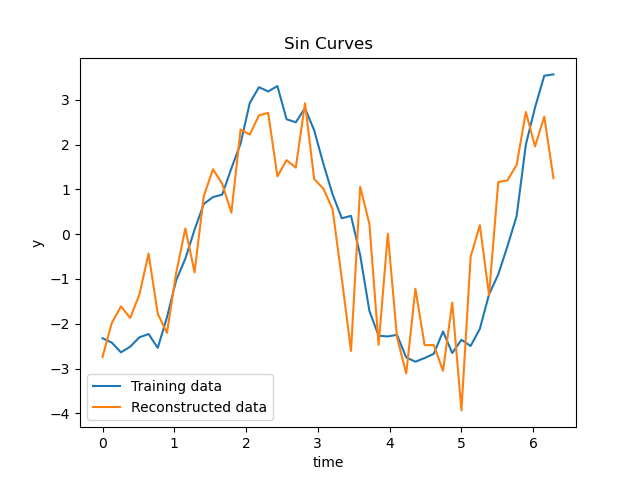 Sin Curves
y
3
2
1
0
−1
−2
−3
−4
Training data
Reconstructed data
0 1 2 3 4 5 6
time